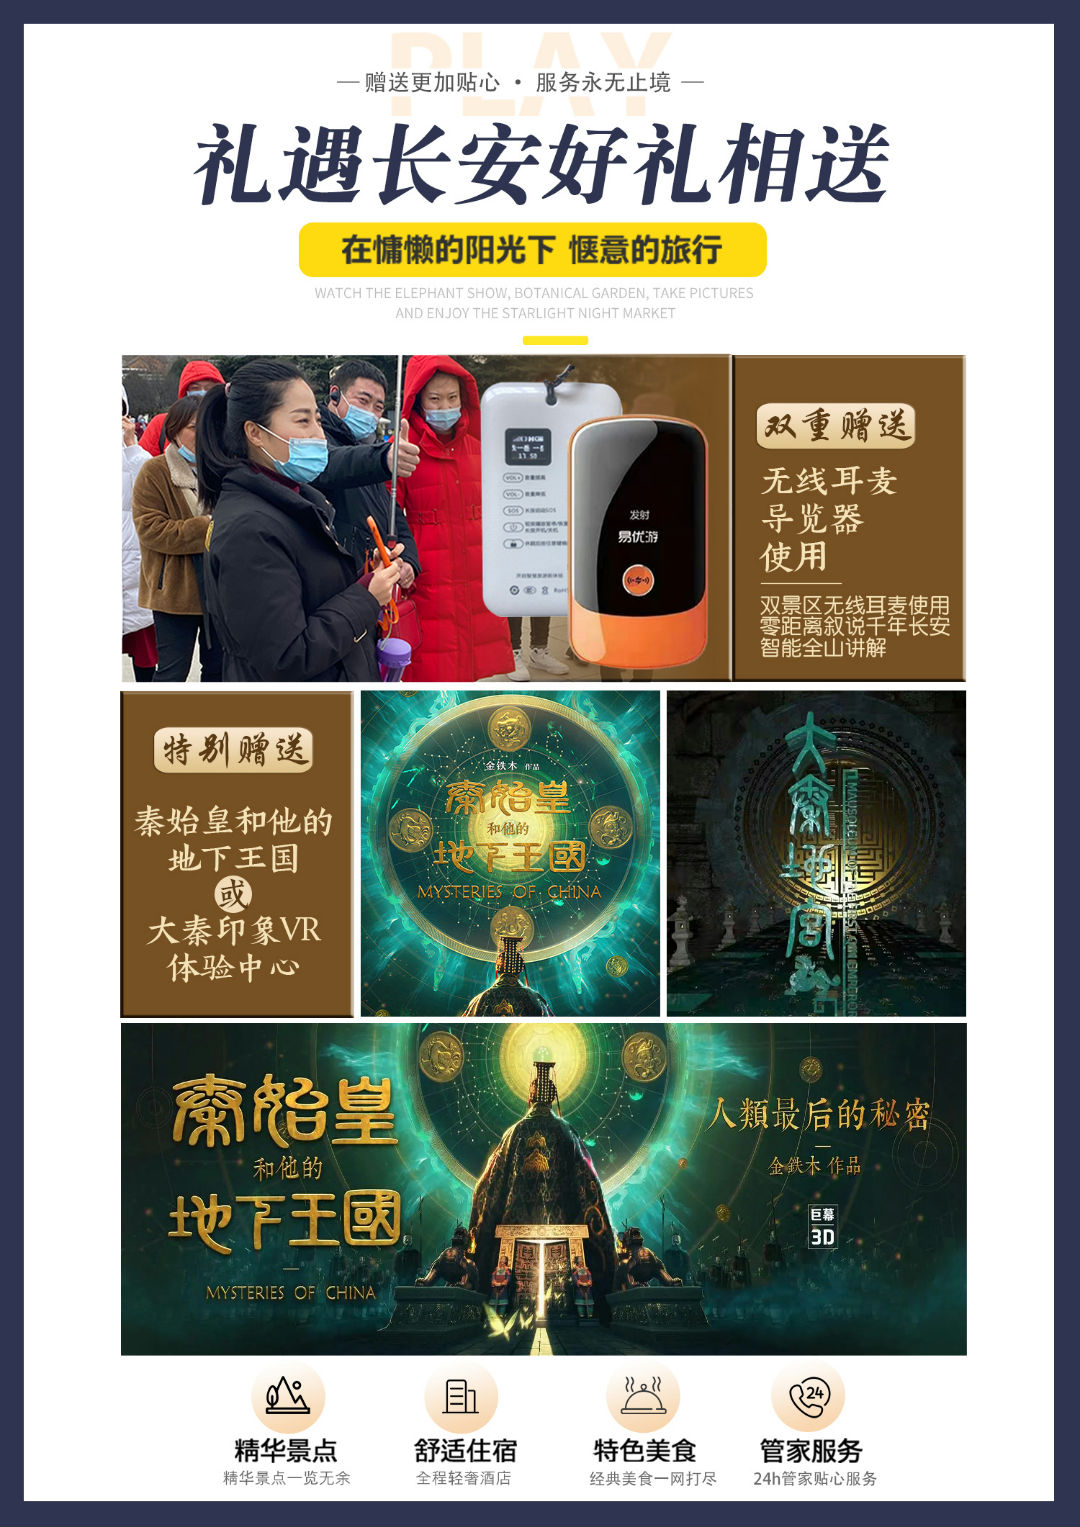 PLAY
赠送更加贴心 · 服务永无止境
礼遇长安好礼相送
在慵懒的阳光下 惬意的旅行
WATCH THE ELEPHANT SHOW, BOTANICAL GARDEN, TAKE PICTURES
AND ENJOY THE STARLIGHT NIGHT MARKET
VOL+
VOL-
SOS
发射
易优游
双重赠送
无线耳麦
导览器
使用
双景区无线耳麦使用
零距离叙说千年长安
智能全山讲解
特别赠送
秦始皇和他的
地下王国
或
大秦印象VR
体验中心
金铁木 作品
秦始皇
和他的
地下王國
MYSTERIES OF CHINA
大秦地宫
秦始皇
和他的
地下王國
MYSTERIES OF CHINA
人類最后的秘密
金鉄木 作品
巨幕
3D
精华景点
精华景点一览无余
舒适住宿
全程轻奢酒店
特色美食
经典美食一网打尽
24
管家服务
24h管家贴心服务